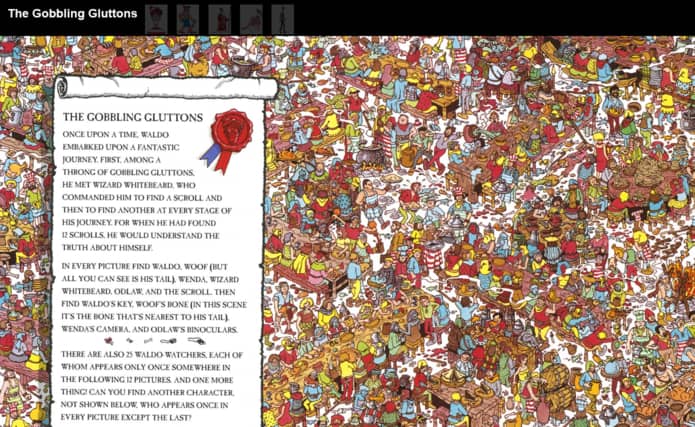 The Gobbling Gluttons
THE GOBBLING GLUTTONS
ONCE UPON A TIME, WALDO
EMBARKED UPON A FANTASTIC
JOURNEY. FIRST, AMONG A
THRONG OF GOBBLING GLUTTONS,
HE MET WIZARD WHITEBEARD, WHO
COMMANDED HIM TO FIND A SCROLL AND
THEN TO FIND ANOTHER AT EVERY STAGE OF
HIS JOURNEY. FOR WHEN HE HAD FOUND
12 SCROLLS, HE WOULD UNDERSTAND THE
TRUTH ABOUT HIMSELF.
IN EVERY PICTURE FIND WALDO, WOOF (BUT
ALL YOU CAN SEE IS HIS TAIL), WENDA, WIZARD
WHITEBEARD, ODLAW, AND THE SCROLL. THEN
FIND WALDO'S KEY, WOOF'S BONE (IN THIS SCENE
IT'S THE BONE THAT'S NEAREST TO HIS TAIL),
WENDA'S CAMERA, AND ODLAW'S BINOCULARS.
THERE ARE ALSO 25 WALDO-WATCHERS, EACH OF
WHOM APPEARS ONLY ONCE SOMEWHERE IN
THE FOLLOWING 12 PICTURES. AND ONE MORE
THING! CAN YOU FIND ANOTHER CHARACTER,
NOT SHOWN BELOW, WHO APPEARS ONCE IN
EVERY PICTURE EXCEPT THE LAST?